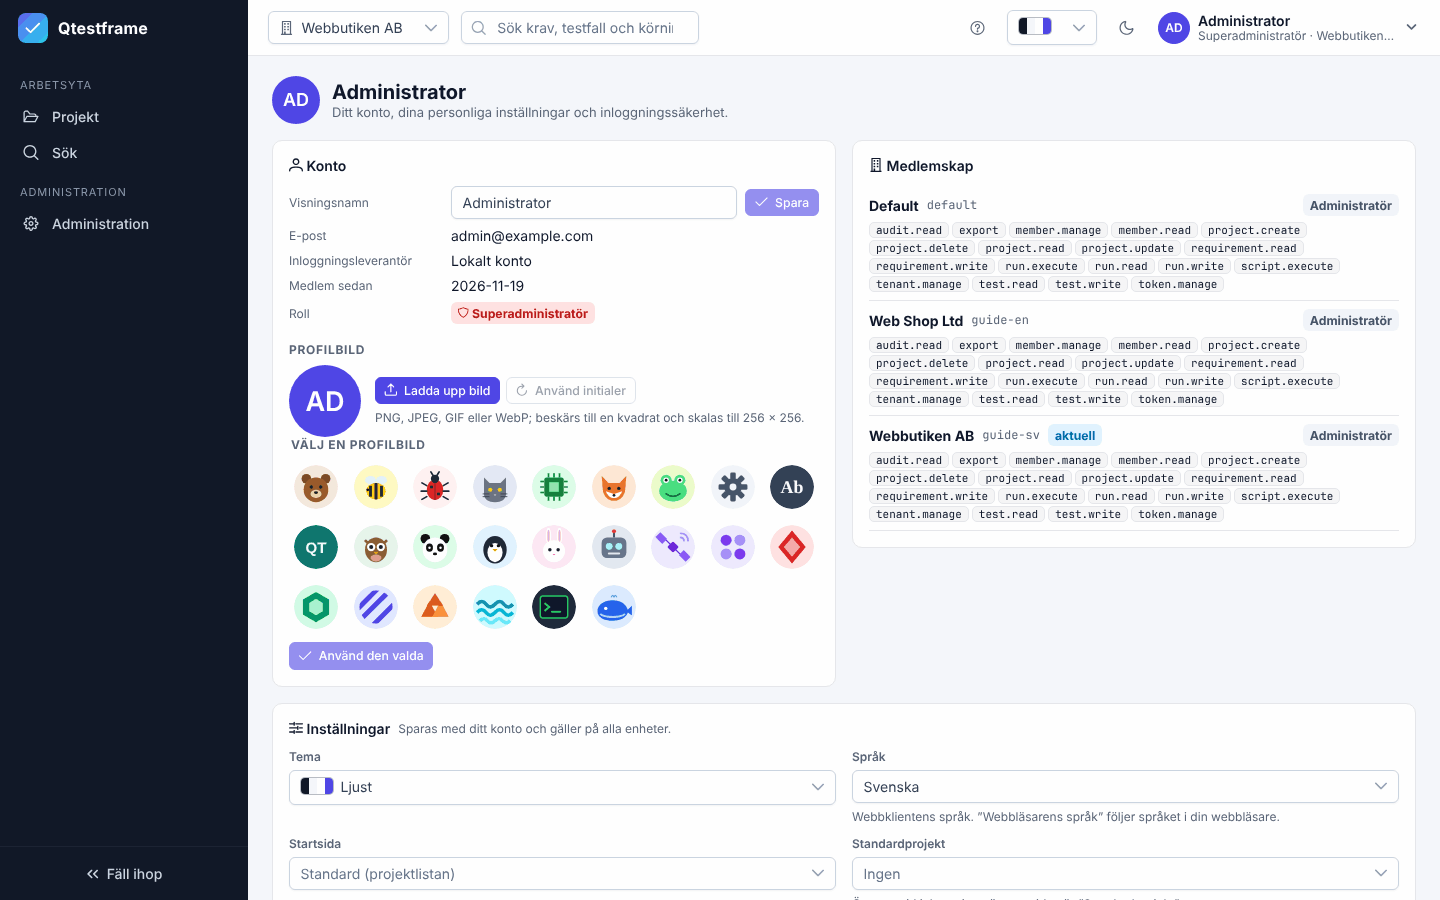 Qtestframe
Webbutiken AB
Sök krav, testfall och körnii
AD
Administrator
Superadministratör · Webbutiken...
ARBETSYTA
Projekt
Sök
ADMINISTRATION
Administration
Fäll ihop
AD
Administrator
Ditt konto, dina personliga inställningar och inloggningssäkerhet.
Konto
Visningsnamn
Administrator
Spara
E-post
admin@example.com
Inloggningsleverantör
Lokalt konto
Medlem sedan
2026-11-19
Roll
Superadministratör
PROFILBILD
AD
Ladda upp bild
Använd initialer
PNG, JPEG, GIF eller WebP; beskärs till en kvadrat och skalas till 256 × 256.
VÄLJ EN PROFILBILD
Ab
QT
Använd den valda
Medlemskap
Default default Administratör
audit.read export member.manage member.read project.create
project.delete project.read project.update requirement.read
requirement.write run.execute run.read run.write script.execute
tenant.manage test.read test.write token.manage
Web Shop Ltd guide-en Administratör
audit.read export member.manage member.read project.create
project.delete project.read project.update requirement.read
requirement.write run.execute run.read run.write script.execute
tenant.manage test.read test.write token.manage
Webbutiken AB guide-sv aktuell Administratör
audit.read export member.manage member.read project.create
project.delete project.read project.update requirement.read
requirement.write run.execute run.read run.write script.execute
tenant.manage test.read test.write token.manage
Inställningar Sparas med ditt konto och gäller på alla enheter.
Tema
Ljust
Språk
Svenska
Webbklientens språk. ”Webbläsarens språk” följer språket i din webbläsare.
Startsida
Standard (projektlistan)
Standardprojekt
Ingen